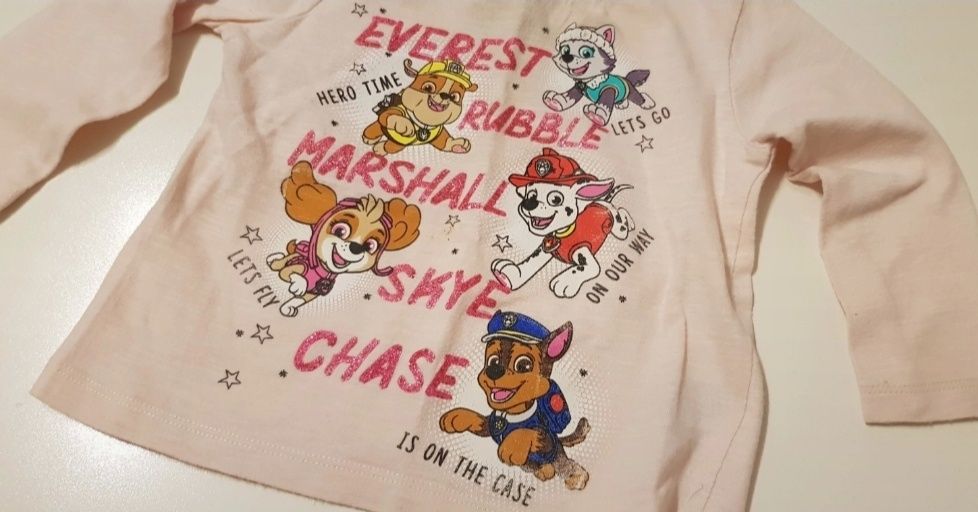 EVEREST
HERO TIME
RUBBLE
LETS GO
MARSHALL
ON OUR WAY
LETS FLY
SKYE
CHASE
IS ON THE CASE